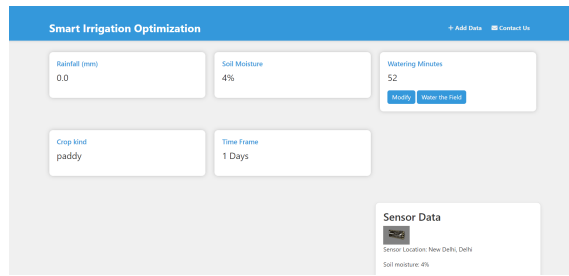 Smart Irrigation Optimization
+ Add Data
Contact Us
Rainfall (mm)
0.0
Soil Moisture
4%
Watering Minutes
52
Modify
Water the Field
Crop kind
paddy
Time Frame
1 Days
Sensor Data
Sensor Location: New Delhi, Delhi
Soil moisture: 4%